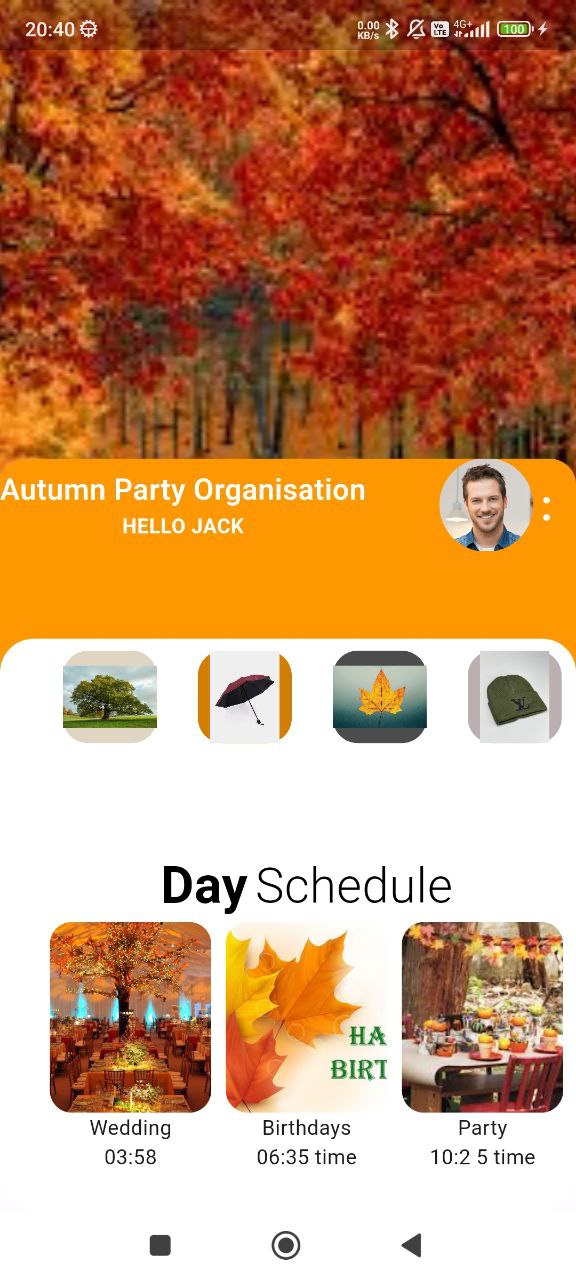 20:40
0.00
KB/s
Vo
LTE
4G+
100
Autumn Party Organisation
HELLO JACK
Day Schedule
HA
BIRT
Wedding
Birthdays
Party
03:58
06:35 time
10:2 5 time